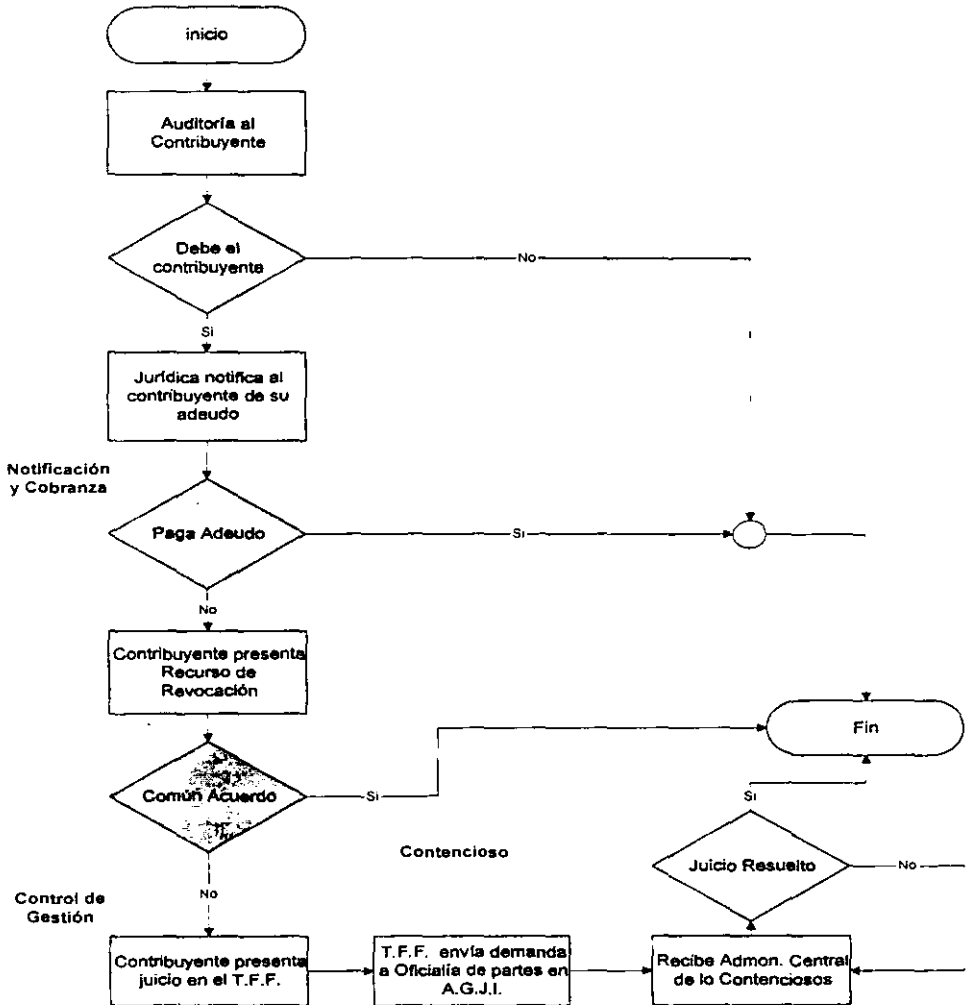 inicio
Auditoría al
Contribuyente
Debe el
contribuyente
No
Si
Jurídica notifica al
contribuyente de su
adeudo
Notificación
y Cobranza
Paga Adeudo
Si
No
Contribuyente presenta
Recurso de
Revocación
Fin
Común Acuerdo
Si
Si
Contencioso
Juicio Resuelto
No
No
Control de
Gestión
Contribuyente presenta
juicio en el T.F.F.
T.F.F. envía demanda
a Oficialía de partes en
A.G.J.I.
Recibe Admon. Central
de lo Contenciosos